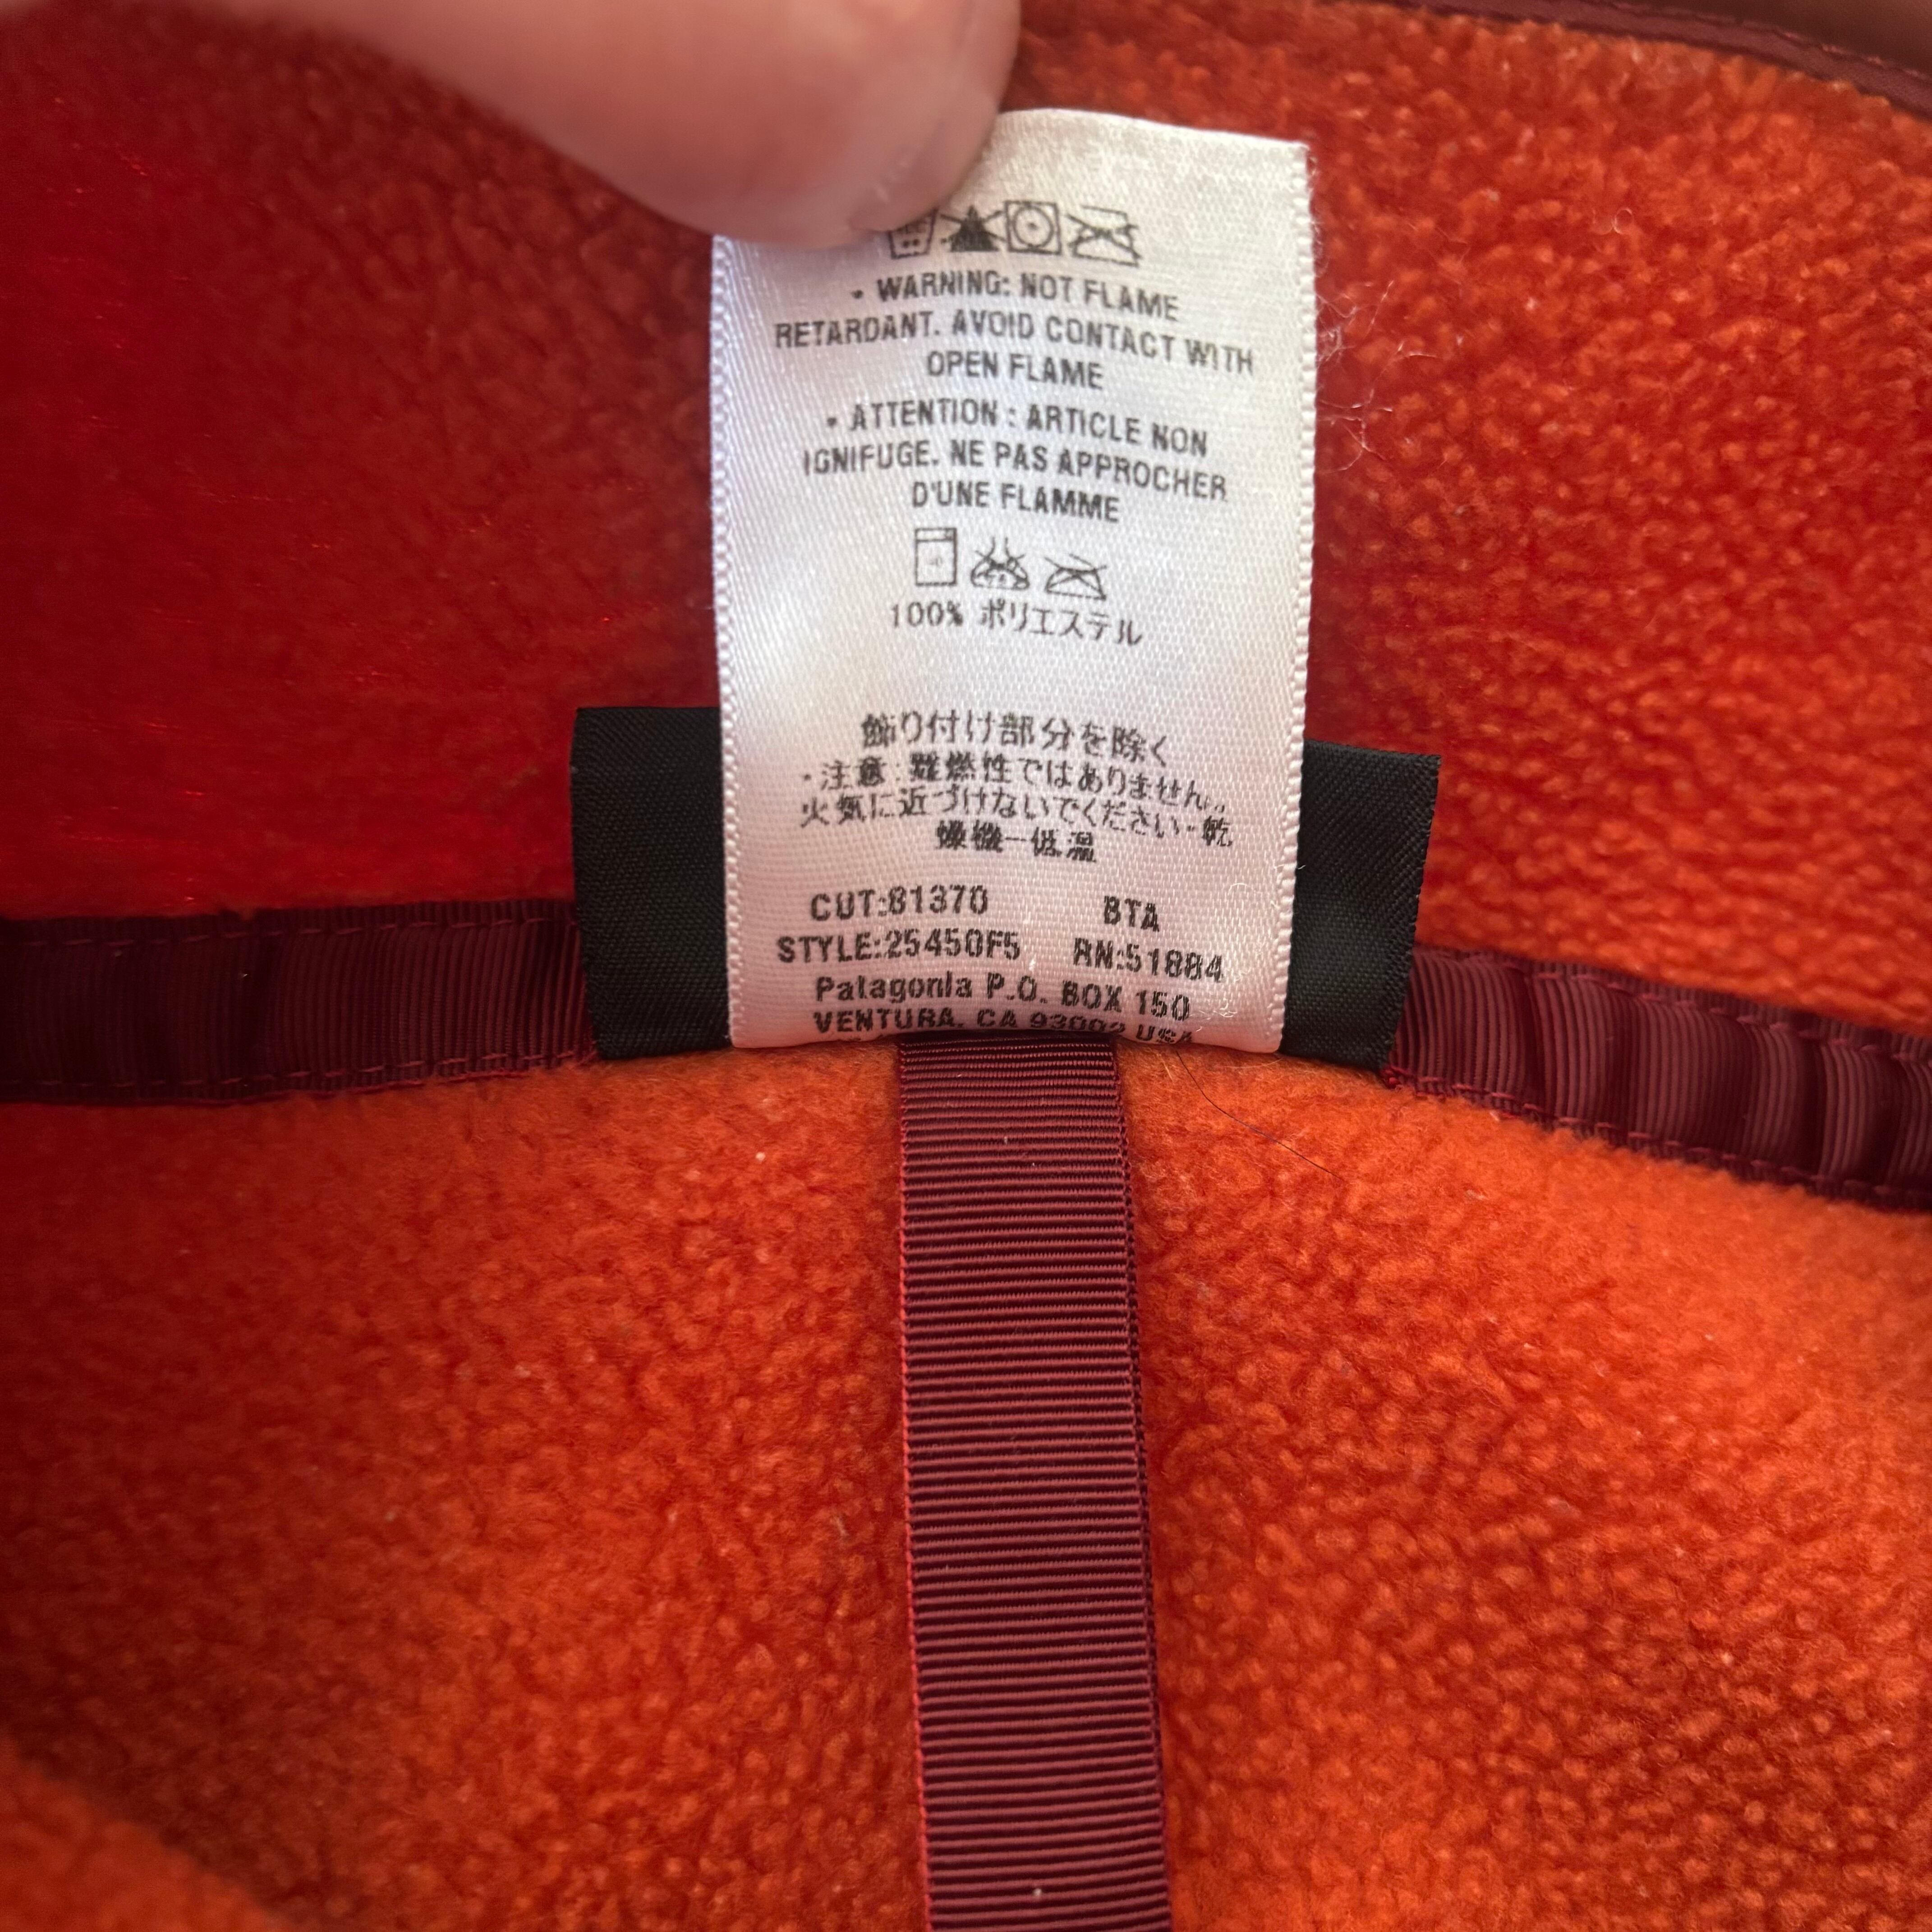 • WARNING: NOT FLAME
RETARDANT. AVOID CONTACT WITH
OPEN FLAME
• ATTENTION : ARTICLE NON
IGNIFUGE. NE PAS APPROCHER
D'UNE FLAMME
100% ポリエステル
飾り付け部分を除く
・注意:難燃性ではありません。
火気に近づけないでください・乾
燥機一低温
CUT:81370 BTA
STYLE:25450F5 RN:51884
Patagonia P.O. BOX 150
VENTURA, CA 93002 USA